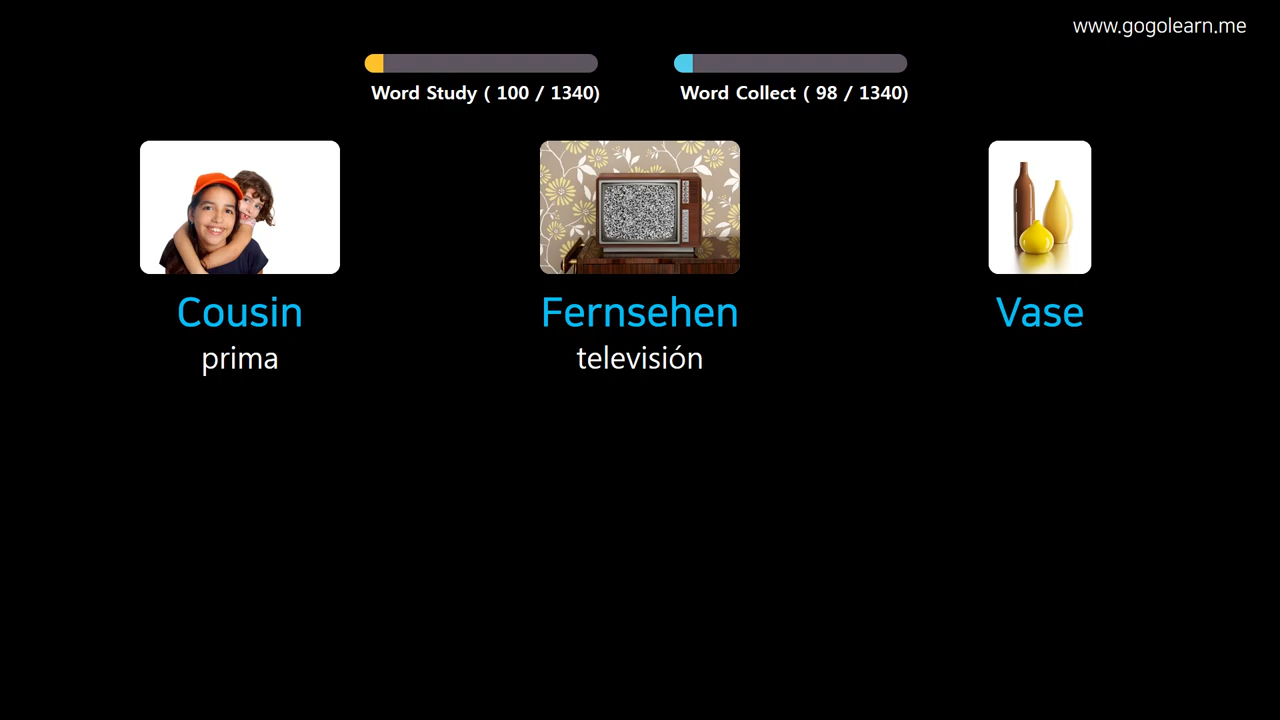 www.gogolearn.me
Word Study ( 100 / 1340)
Word Collect ( 98 / 1340)
Cousin
prima
Fernsehen
televisión
Vase